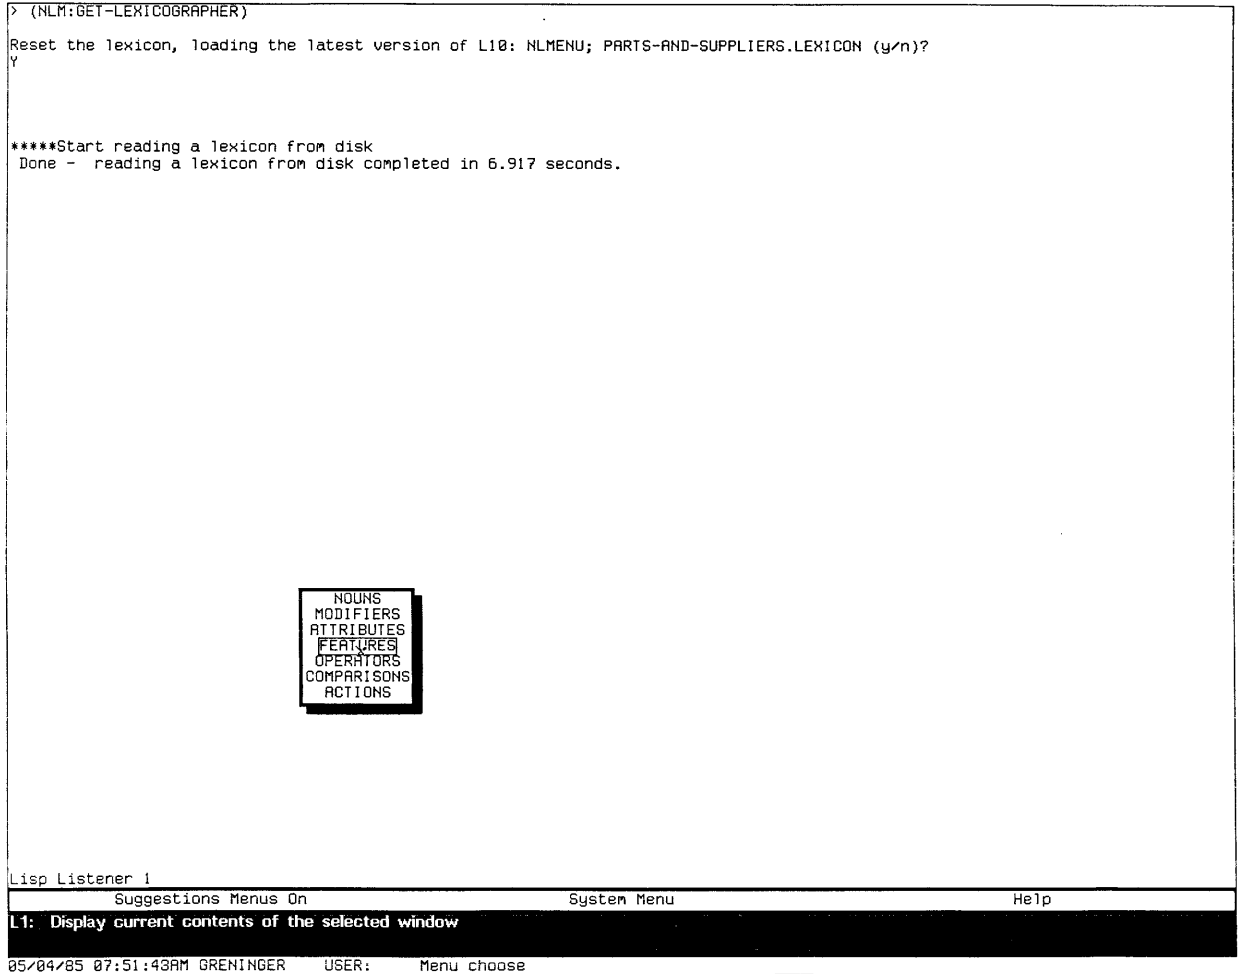 > (NLM:GET-LEXICOGRAPHER)
Reset the lexicon, loading the latest version of L10: NLMENU; PARTS-AND-SUPPLIERS.LEXICON (y/n)?
Y
*****Start reading a lexicon from disk
Done - reading a lexicon from disk completed in 6.917 seconds.
NOUNS
MODIFIERS
ATTRIBUTES
FEATURES
OPERATORS
COMPARISONS
ACTIONS
Lisp Listener 1
Suggestions Menus On System Menu Help
L1: Display current contents of the selected window
05/04/85 07:51:43AM GRENINGER USER: Menu choose